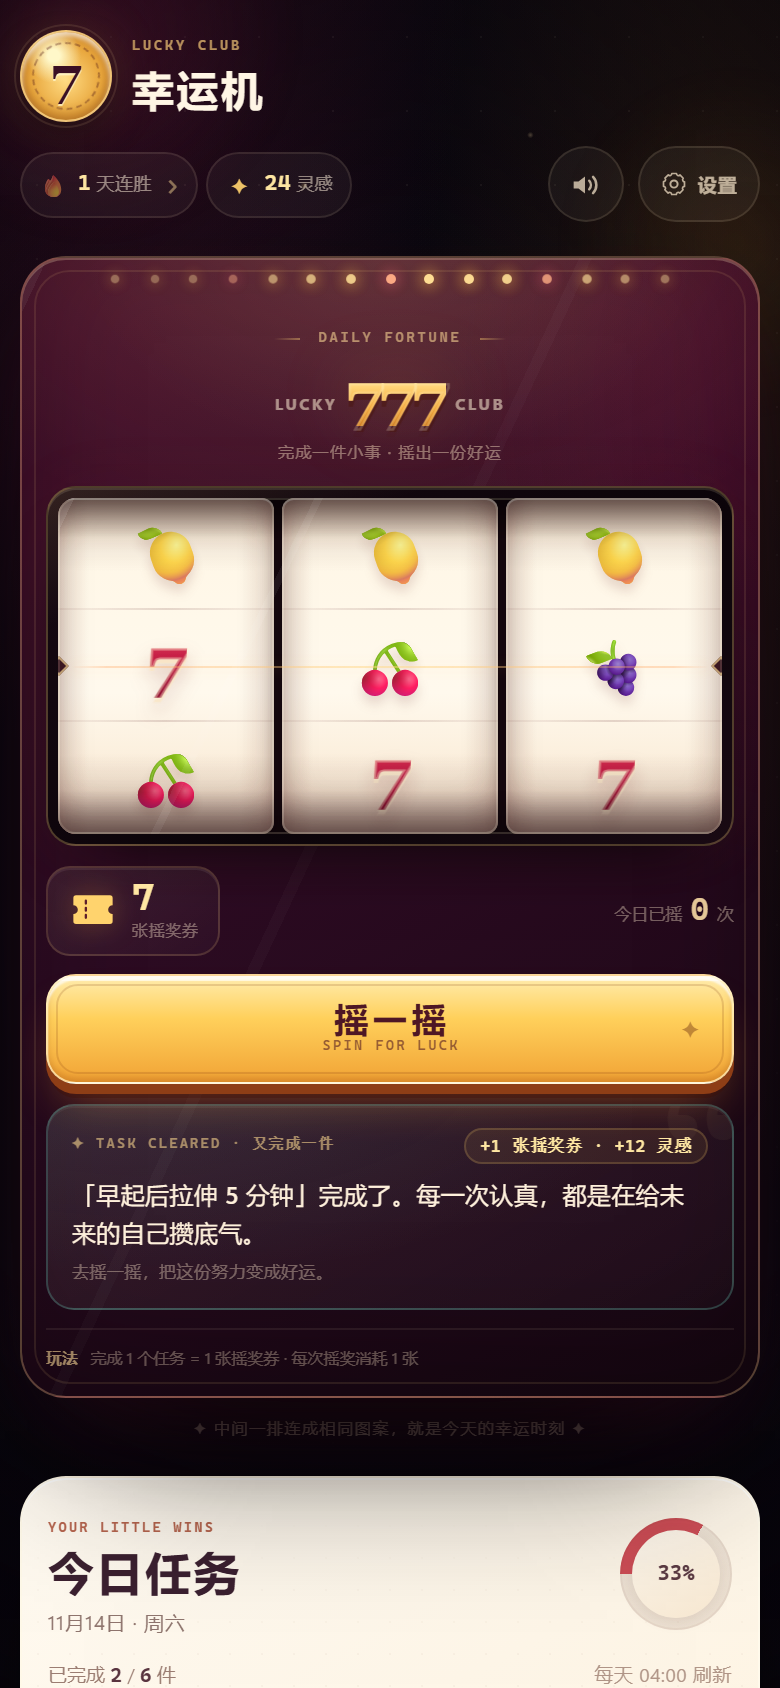 7
LUCKY CLUB
幸运机
1 天连胜
24 灵感
设置
DAILY FORTUNE
LUCKY 777 CLUB
完成一件小事 · 摇出一份好运
7
7
7
7
张摇奖券
今日已摇 0 次
摇一摇
SPIN FOR LUCK
TASK CLEARED · 又完成一件
+1 张摇奖券 · +12 灵感
「早起后拉伸 5 分钟」完成了。每一次认真，都是在给未
来的自己攒底气。
去摇一摇，把这份努力变成好运。
玩法 完成 1 个任务 = 1 张摇奖券 · 每次摇奖消耗 1 张
中间一排连成相同图案，就是今天的幸运时刻
YOUR LITTLE WINS
今日任务
33%
11月14日 · 周六
已完成 2 / 6 件
每天 04:00 刷新